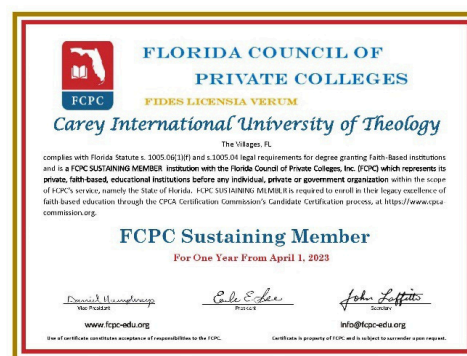 FCPC
FLORIDA COUNCIL OF
PRIVATE COLLEGES
FIDES LICENSIA VERUM
Carey International University of Theology
The Villages, FL
complies with Florida Statute s. 1005.06(1)(f) and s.1005.04 legal requirements for degree granting Faith-Based institutions
and is a FCPC SUSTAINING MEMBER institution with the Florida Council of Private Colleges, Inc. (FCPC) which represents its
private, faith-based, educational institutions before any individual, private or government organization within the scope
of FCPC's service, namely the State of Florida. FCPC SUSTAINING MEMBER is required to enroll in their legacy excellence of
faith-based education through the CPCA Certification Commission's Candidate Certification process, at https://www.cpca-
commission.org.
FCPC Sustaining Member
For One Year From April 1, 2023
Daniel Humphreys
Earle E. Lee
John Laffitte
Vice President
President
Secretary
www.fcpc-edu.org
info@fcpc-edu.org
Use of certificate constitutes acceptance of responsibilities to the FCPC.
Certificate is property of FCPC and is subject to surrender upon request.